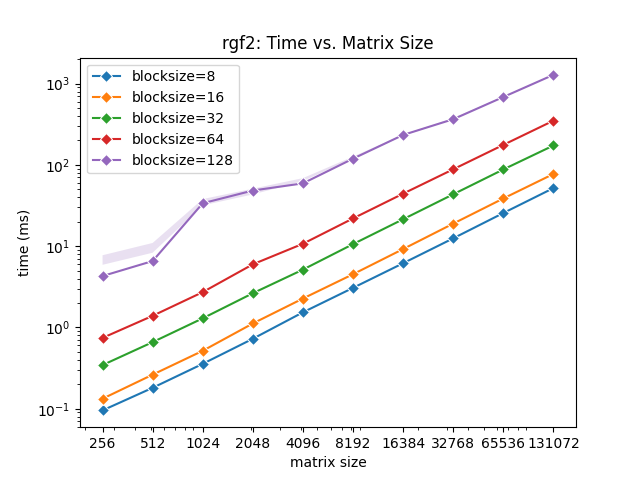 rgf2: Time vs. Matrix Size
blocksize=8
blocksize=16
blocksize=32
blocksize=64
blocksize=128
time (ms)
10³
10²
10¹
10⁰
10⁻¹
256 512 1024 2048 4096 8192 16384 32768 65536 131072
matrix size